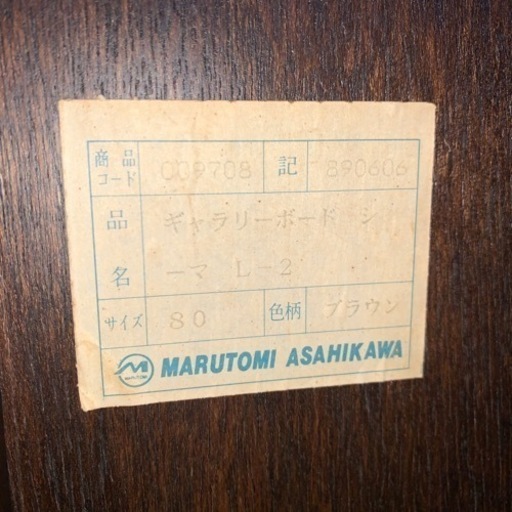 商品コード 009708 記 890606
品名 ギャラリーボード シ
ーマ L-2
サイズ 80 色柄 ブラウン
MARUTOMI ASAHIKAWA